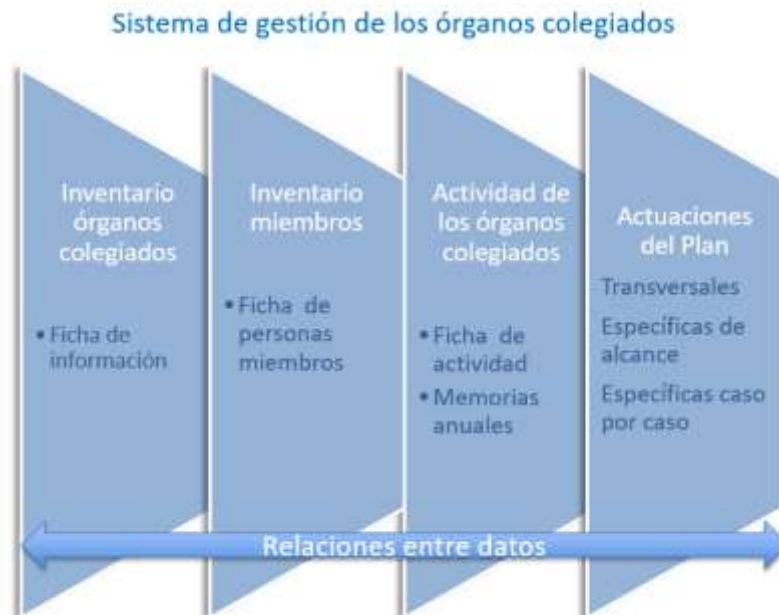 Sistema de gestión de los órganos colegiados
Inventario
órganos
colegiados
• Ficha de
información
Inventario
miembros
• Ficha de
personas
miembros
Actividad de
los órganos
colegiados
• Ficha de
actividad
• Memorias
anuales
Actuaciones
del Plan
Transversales
Específicas de
alcance
Específicas caso
por caso
Relaciones entre datos